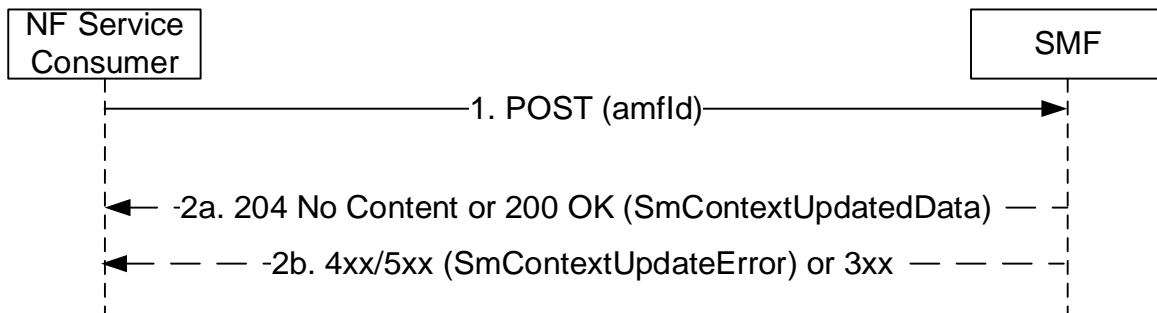 NF Service
Consumer
SMF
1. POST (amfId)
2a. 204 No Content or 200 OK (SmContextUpdatedData)
2b. 4xx/5xx (SmContextUpdateError) or 3xx